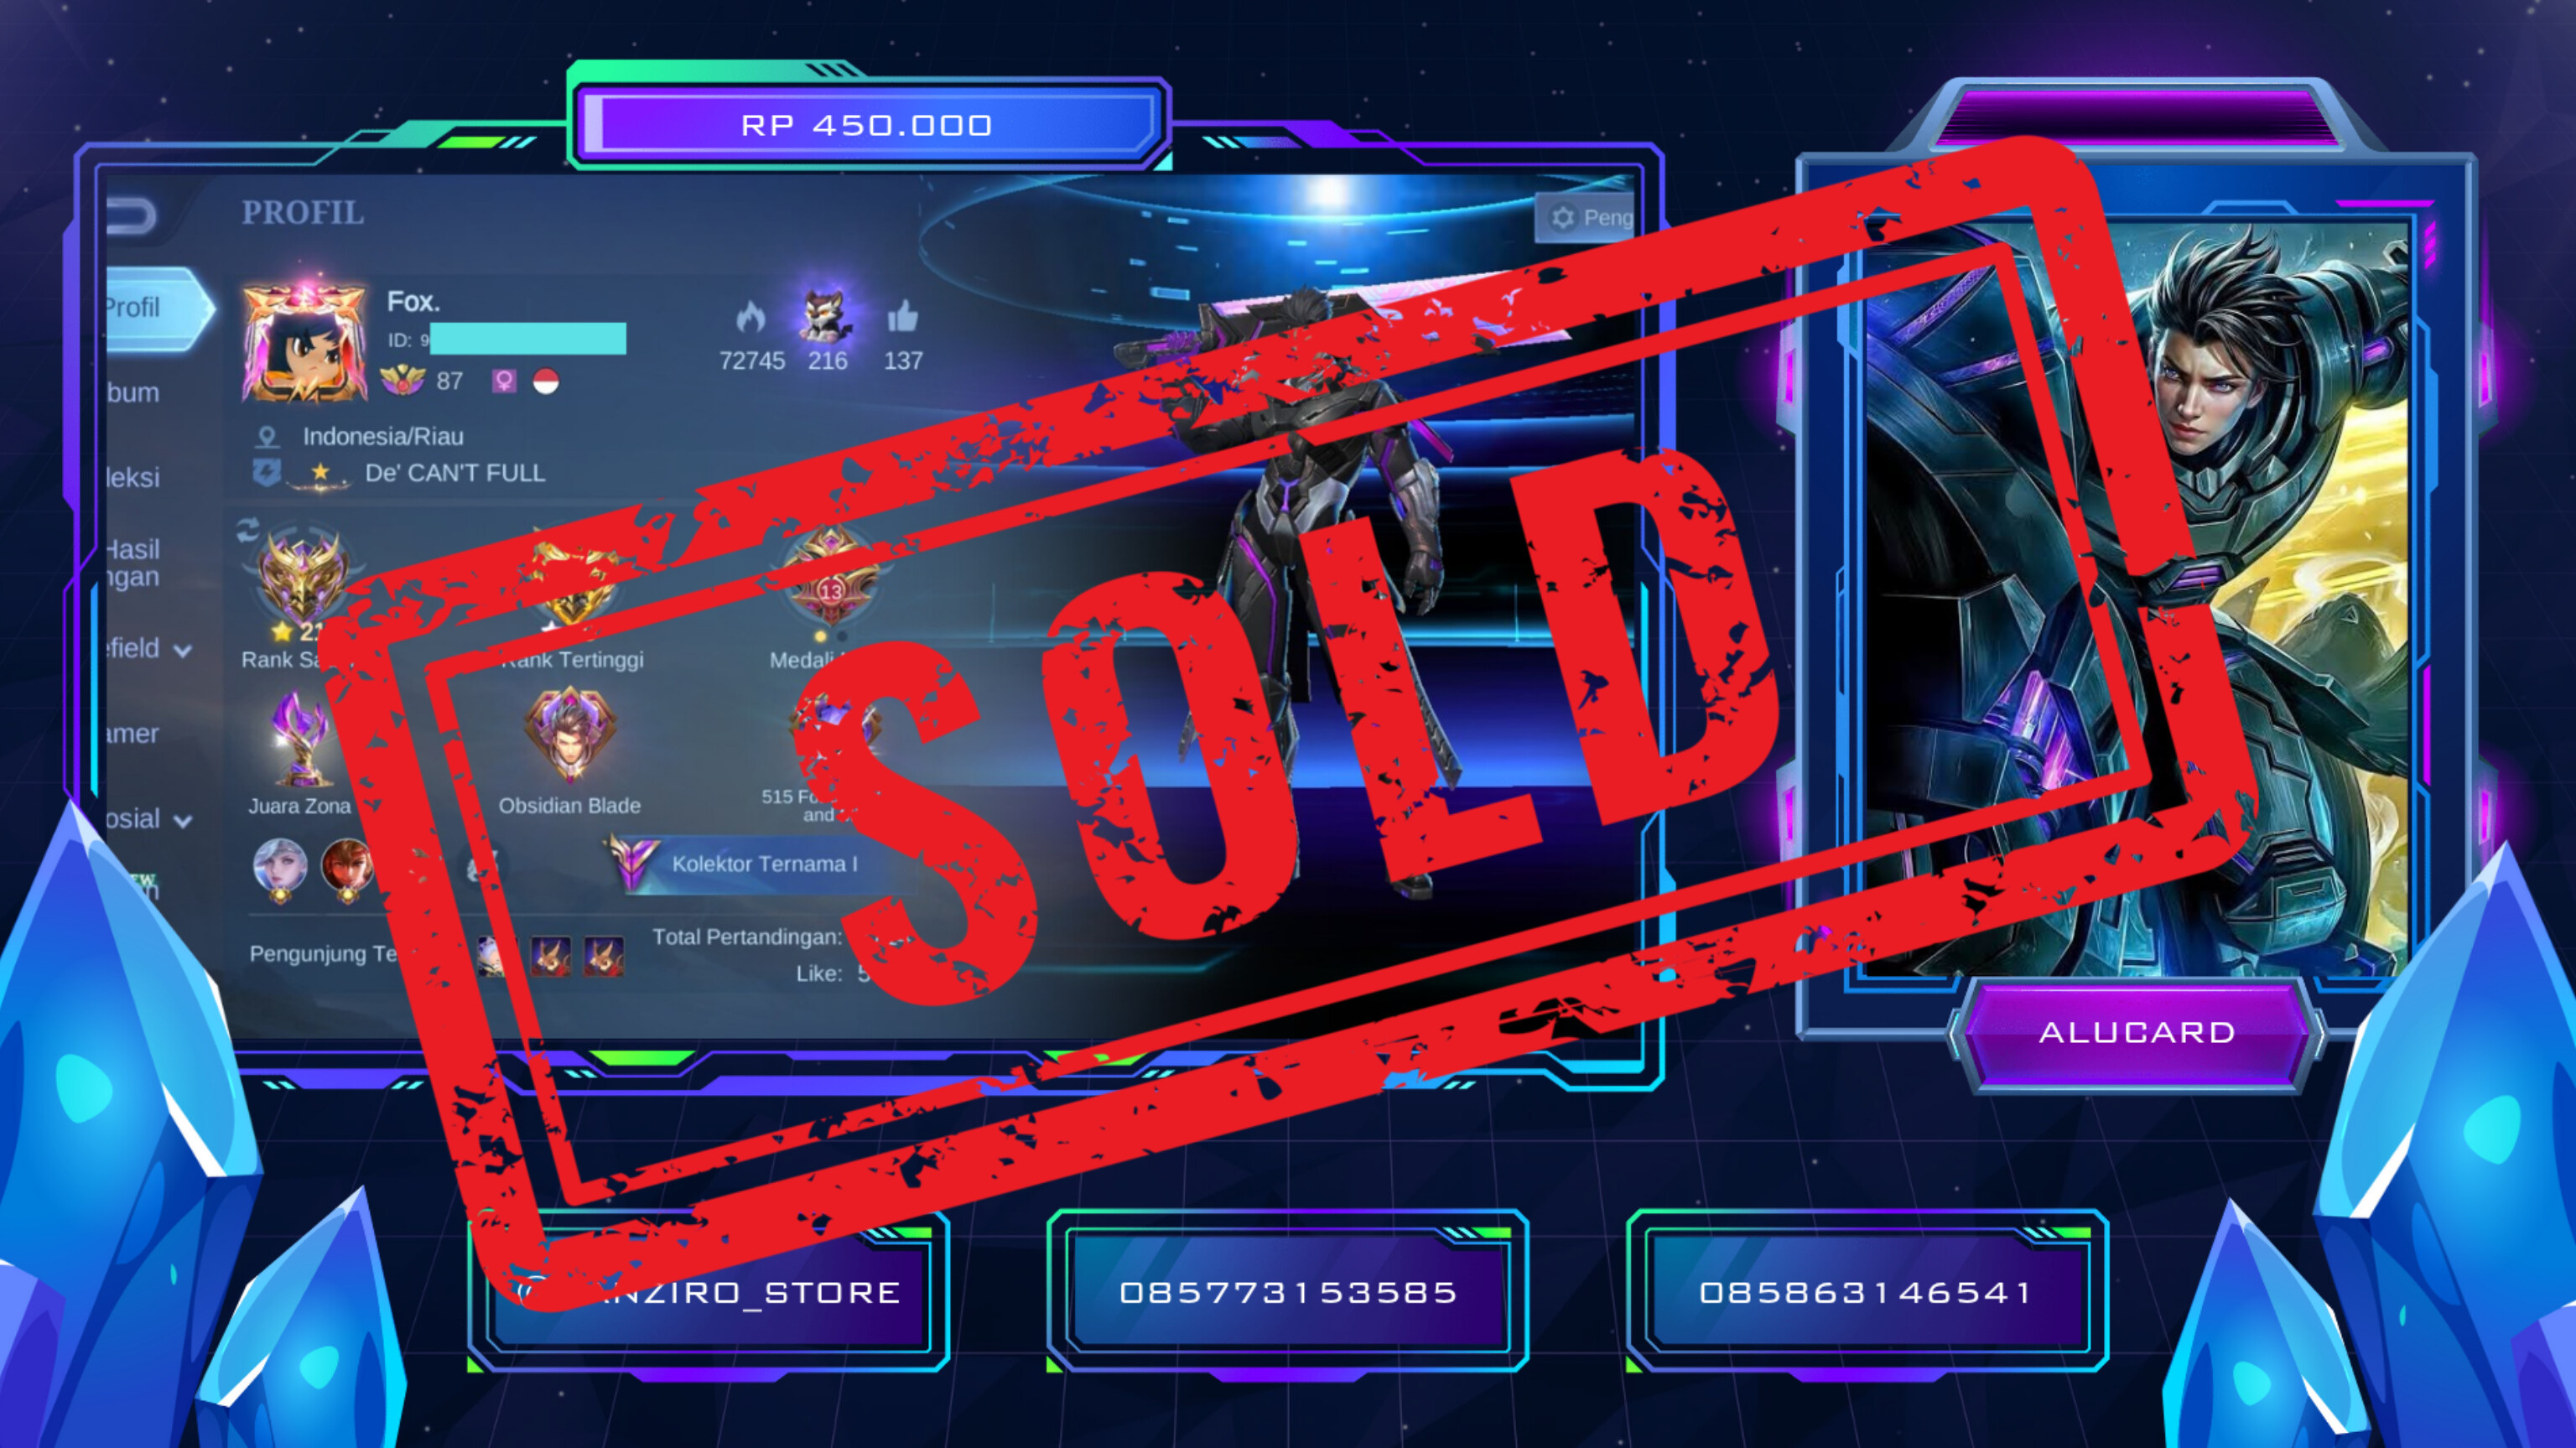 RP 450.000
PROFIL
Peng
Profil
Fox.
ID: 9
72745 216 137
87
bum
Indonesia/Riau
De' CAN'T FULL
leksi
Hasil
ngan
13
21
efield
Rank Sa
Rank Tertinggi
Medali
amer
Juara Zona
Obsidian Blade
515 Fo
and
osial
Kolektor Ternama I
Pengunjung Te
Total Pertandingan:
Like: 5
SOLD
ALUCARD
NZIRO_STORE
085773153585
085863146541